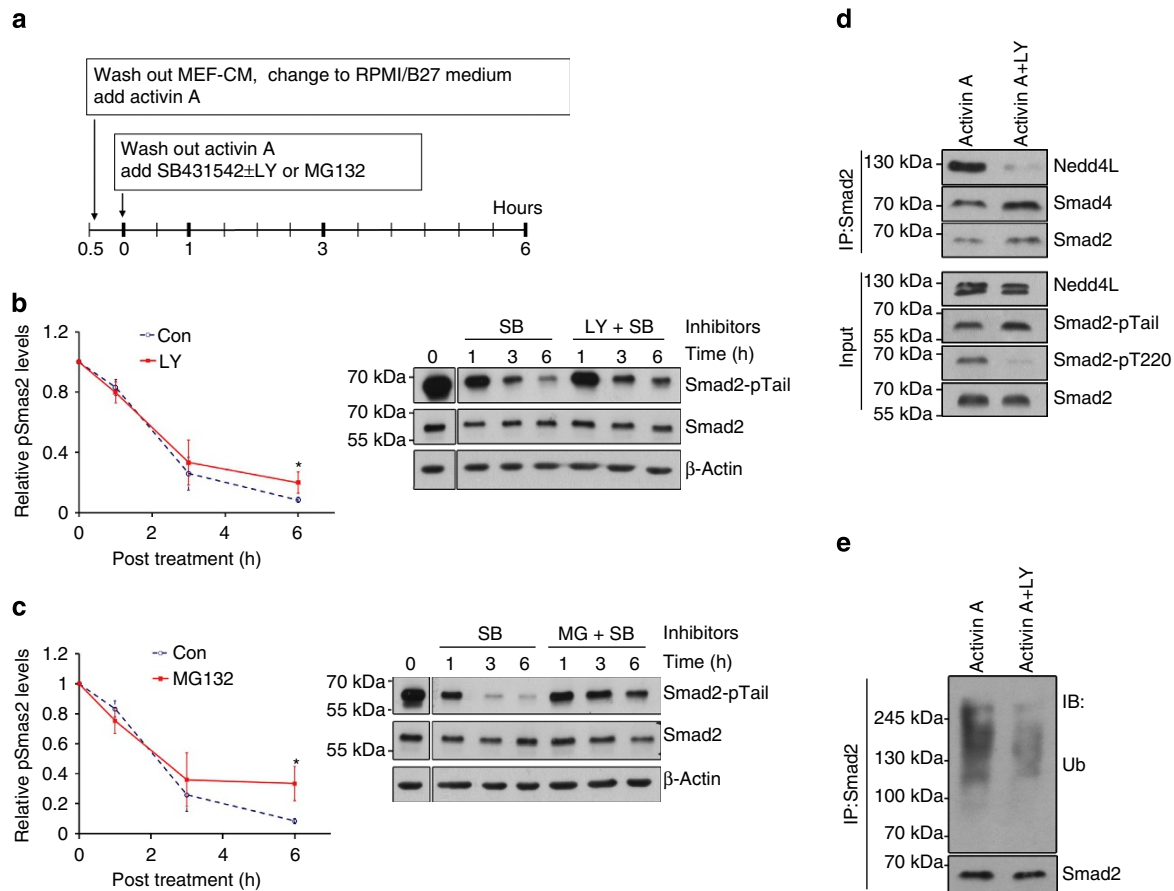 a
Wash out MEF-CM, change to RPMI/B27 medium
add activin A
Wash out activin A
add SB431542±LY or MG132
Hours
0.5 0 1 3 6
b
Relative pSmas2 levels
1.2
0.8
0.4
0
Con
LY
0 2 4 6
*
Post treatment (h)
SB LY + SB Inhibitors
0 1 3 6 1 3 6 Time (h)
70 kDa Smad2-pTail
70 kDa
55 kDa Smad2
β-Actin
c
Relative pSmas2 levels
1.2
1
0.8
0.6
0.4
0.2
0
Con
MG132
*
0 2 4 6
Post treatment (h)
SB MG + SB Inhibitors
0 1 3 6 1 3 6 Time (h)
70 kDa
55 kDa Smad2-pTail
55 kDa Smad2
β-Actin
d
Activin A
Activin A+LY
IP:Smad2
130 kDa Nedd4L
70 kDa Smad4
70 kDa Smad2
Input
130 kDa Nedd4L
70 kDa
55 kDa Smad2-pTail
70 kDa Smad2-pT220
70 kDa
55 kDa Smad2
e
Activin A
Activin A+LY
IP:Smad2
IB:
245 kDa
130 kDa Ub
100 kDa
70 kDa
70 kDa Smad2